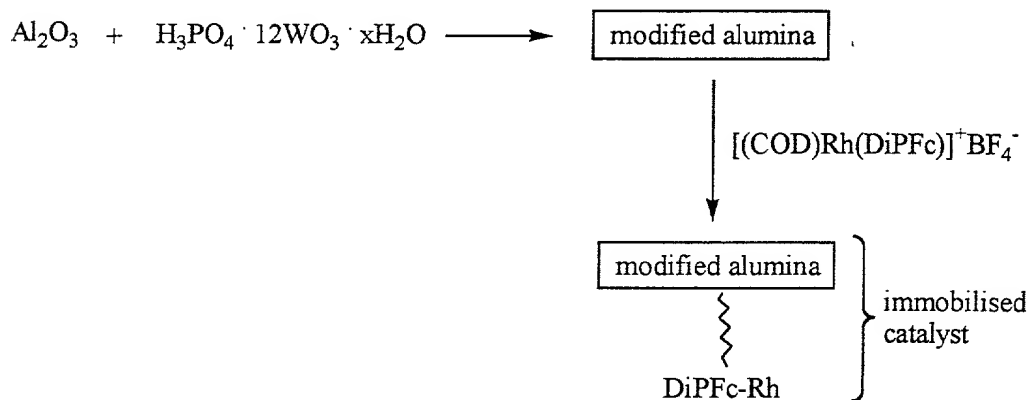 Al₂O₃ + H₃PO₄ · 12WO₃ · xH₂O
modified alumina
[(COD)Rh(DiPFc)]⁺BF₄⁻
modified alumina
immobilised
catalyst
DiPFc-Rh